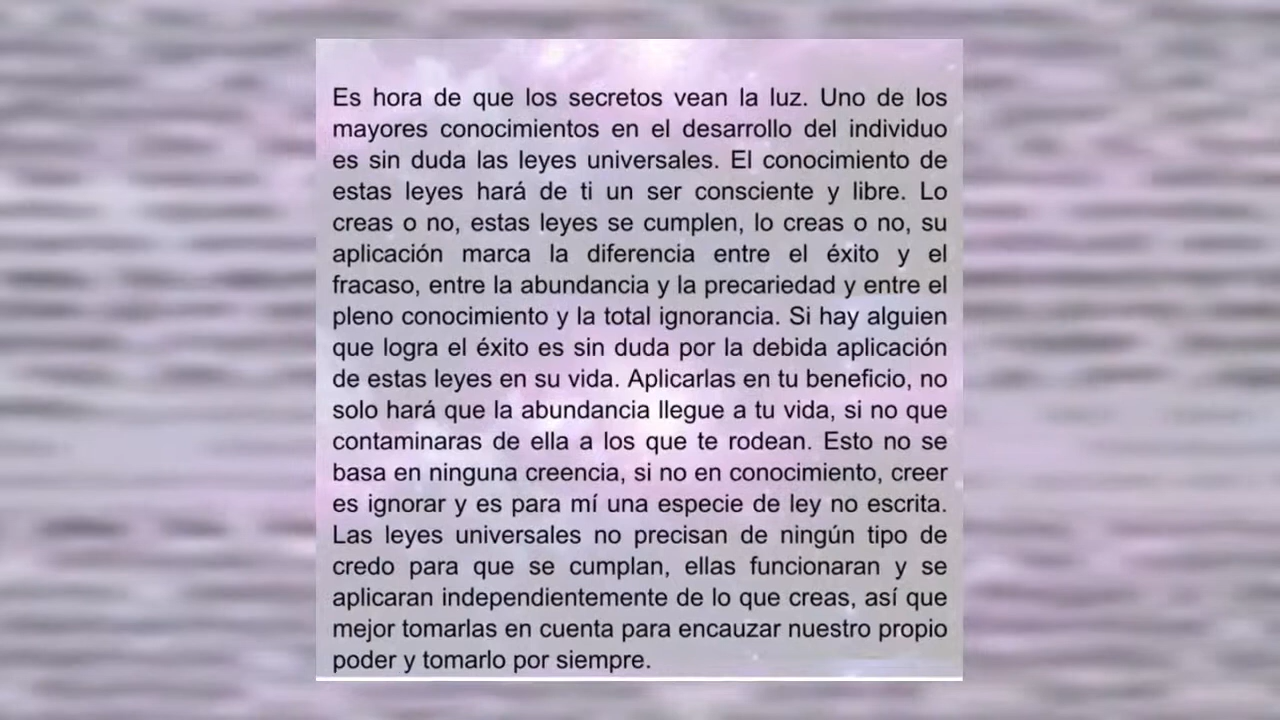 Es hora de que los secretos vean la luz. Uno de los
mayores conocimientos en el desarrollo del individuo
es sin duda las leyes universales. El conocimiento de
estas leyes hará de ti un ser consciente y libre. Lo
creas o no, estas leyes se cumplen, lo creas o no, su
aplicación marca la diferencia entre el éxito y el
fracaso, entre la abundancia y la precariedad y entre el
pleno conocimiento y la total ignorancia. Si hay alguien
que logra el éxito es sin duda por la debida aplicación
de estas leyes en su vida. Aplicarlas en tu beneficio, no
solo hará que la abundancia llegue a tu vida, si no que
contaminaras de ella a los que te rodean. Esto no se
basa en ninguna creencia, si no en conocimiento, creer
es ignorar y es para mí una especie de ley no escrita.
Las leyes universales no precisan de ningún tipo de
credo para que se cumplan, ellas funcionaran y se
aplicaran independientemente de lo que creas, así que
mejor tomarlas en cuenta para encauzar nuestro propio
poder y tomarlo por siempre.